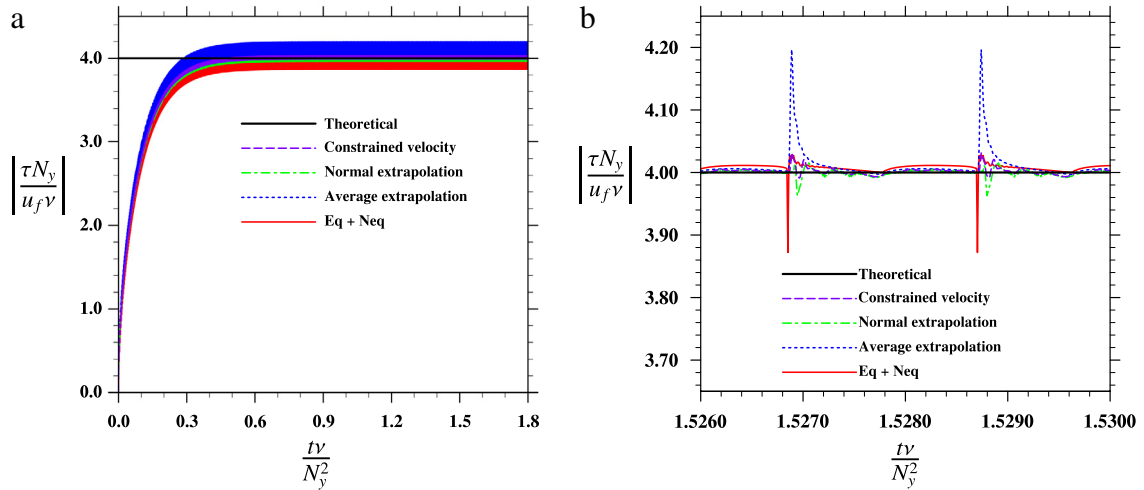 a
4.0
3.0
2.0
1.0
0.0
0.0 0.3 0.6 0.9 1.2 1.5 1.8
|τN_y / u_f ν|
tν / N_y^2
Theoretical
Constrained velocity
Normal extrapolation
Average extrapolation
Eq + Neq
b
4.20
4.10
4.00
3.90
3.80
3.70
1.5260 1.5270 1.5280 1.5290 1.5300
|τN_y / u_f ν|
tν / N_y^2
Theoretical
Constrained velocity
Normal extrapolation
Average extrapolation
Eq + Neq